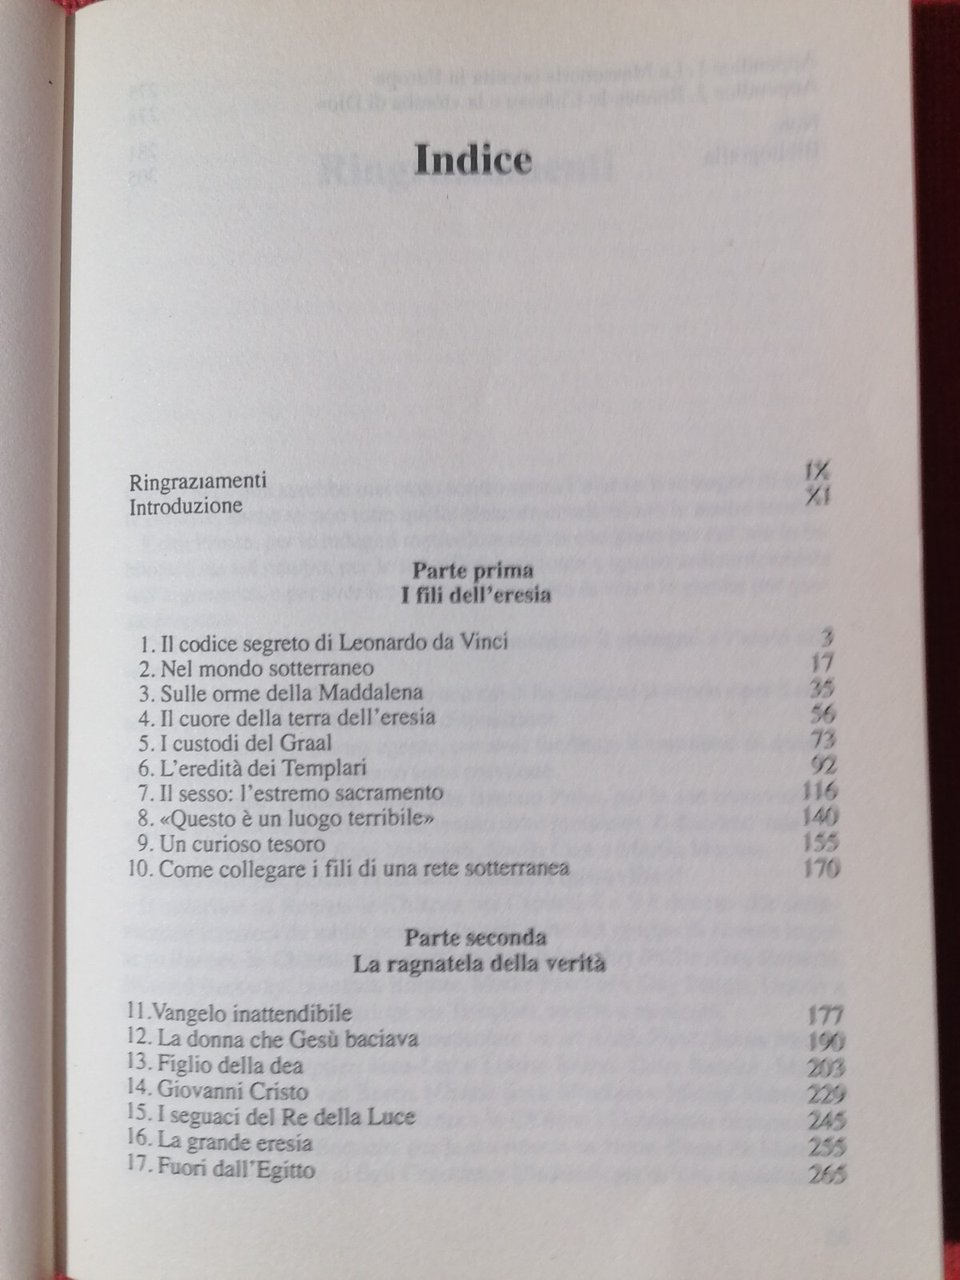 Indice
Ringraziamenti IX
Introduzione XI
Parte prima
I fili dell'eresia
1. Il codice segreto di Leonardo da Vinci 3
2. Nel mondo sotterraneo 17
3. Sulle orme della Maddalena 35
4. Il cuore della terra dell'eresia 56
5. I custodi del Graal 73
6. L'eredità dei Templari 92
7. Il sesso: l'estremo sacramento 116
8. «Questo è un luogo terribile» 140
9. Un curioso tesoro 155
10. Come collegare i fili di una rete sotterranea 170
Parte seconda
La ragnatela della verità
11. Vangelo inattendibile 177
12. La donna che Gesù baciava 190
13. Figlio della dea 203
14. Giovanni Cristo 229
15. I seguaci del Re della Luce 245
16. La grande eresia 255
17. Fuori dall'Egitto 265